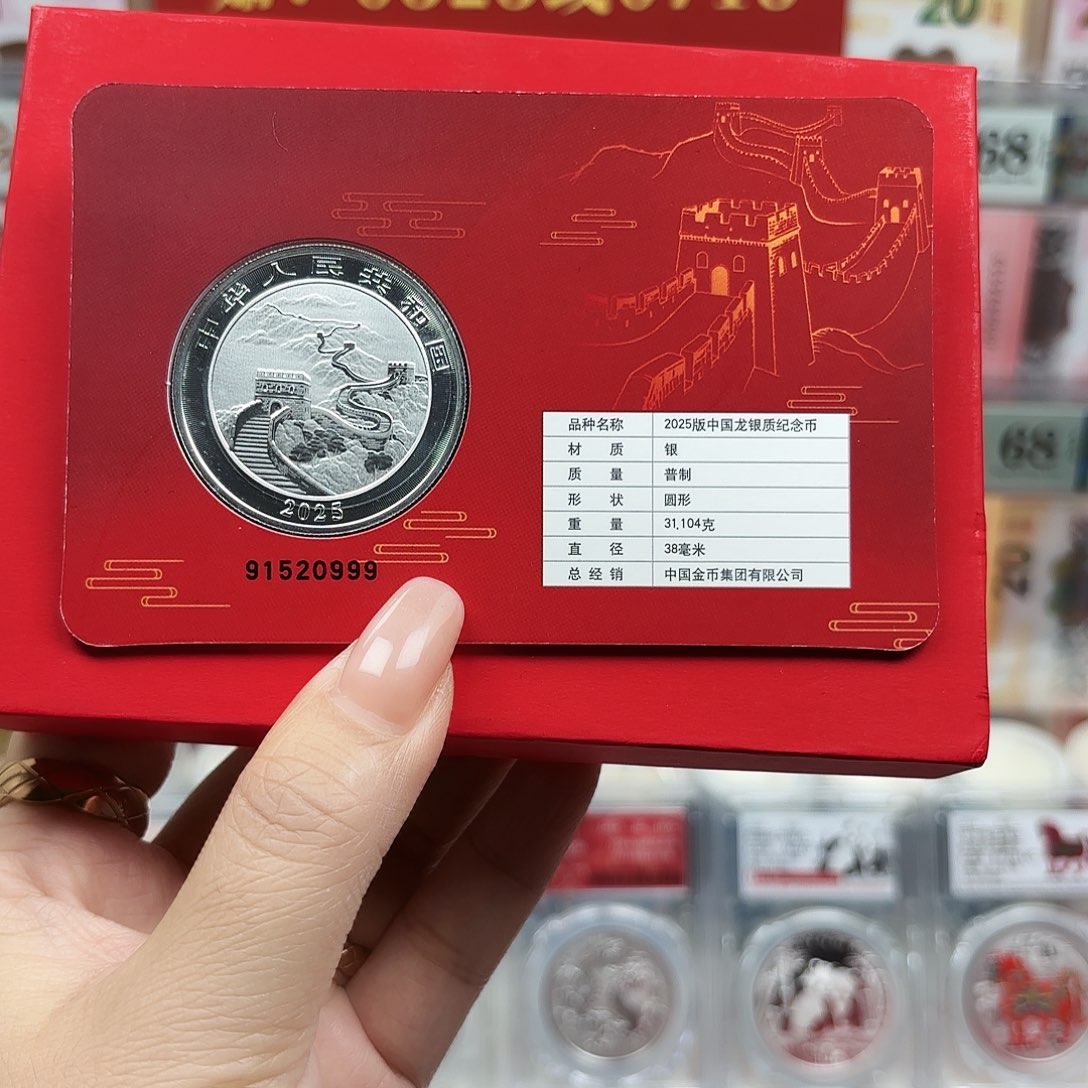 20
68
68
20
中华人民共和国
2025
91520999
品种名称 2025版中国龙银质纪念币
材 质 银
质 量 普制
形 状 圆形
重 量 31.104克
直 径 38毫米
总 经 销 中国金币集团有限公司